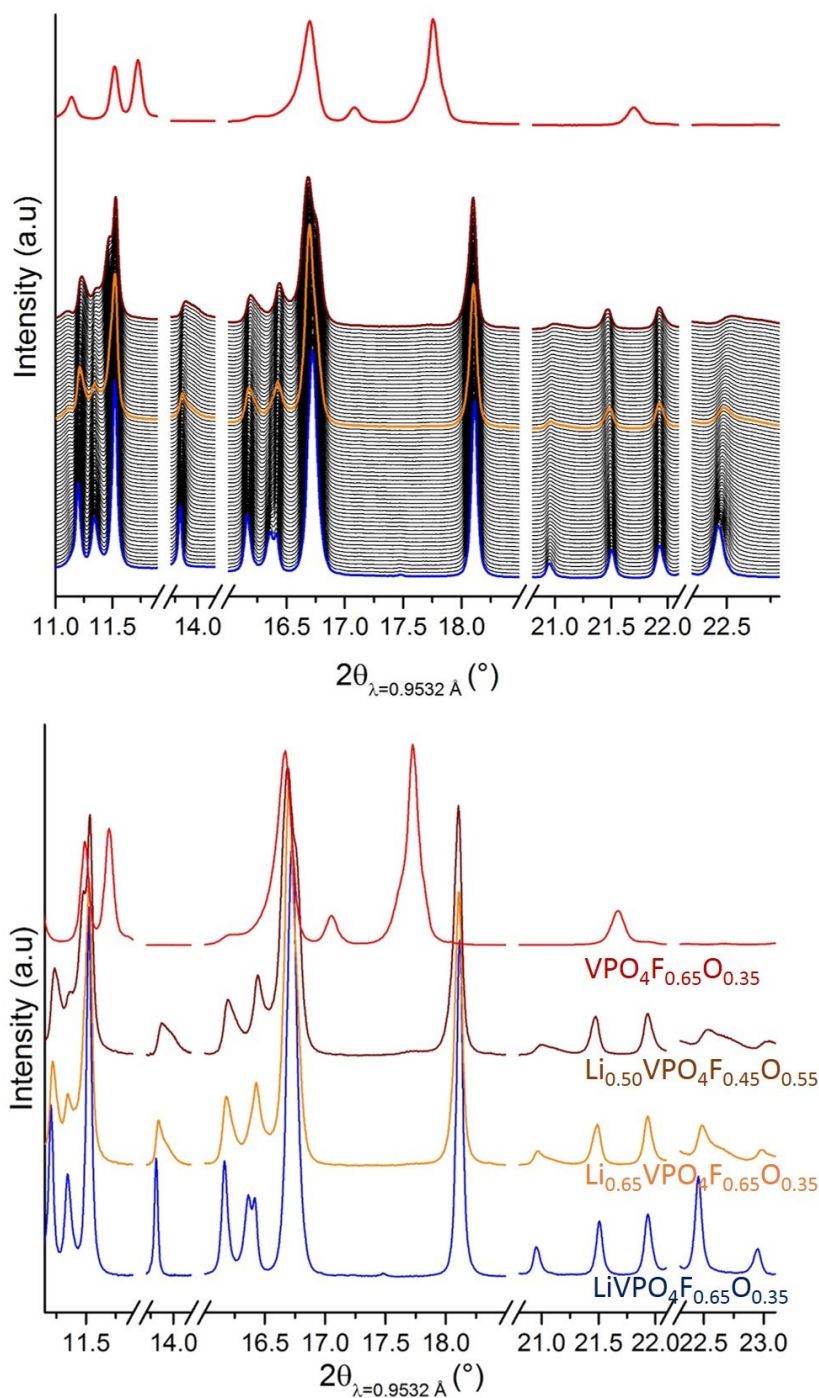 Intensity (a.u)
11.0 11.5 14.0 16.5 17.0 17.5 18.0 21.0 21.5 22.0 22.5
2θλ=0.9532 Å (°)
Intensity (a.u)
VPO4F0.65O0.35
Li0.50VPO4F0.45O0.55
Li0.65VPO4F0.65O0.35
LiVPO4F0.65O0.35
11.5 14.0 16.5 17.0 17.5 18.0 21.0 21.5 22.0 22.5 23.0
2θλ=0.9532 Å (°)